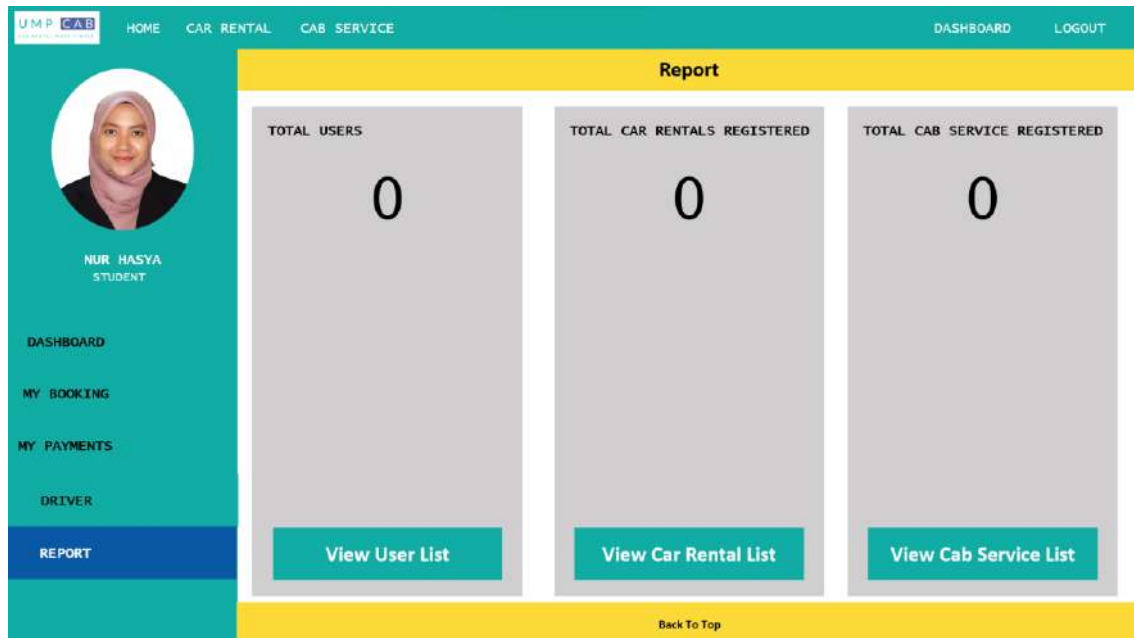 UMP CAB
HOME CAR RENTAL CAB SERVICE DASHBOARD LOGOUT
NUR HASYA
STUDENT
DASHBOARD
MY BOOKING
MY PAYMENTS
DRIVER
REPORT
Report
TOTAL USERS
0
View User List
TOTAL CAR RENTALS REGISTERED
0
View Car Rental List
TOTAL CAB SERVICE REGISTERED
0
View Cab Service List
Back To Top